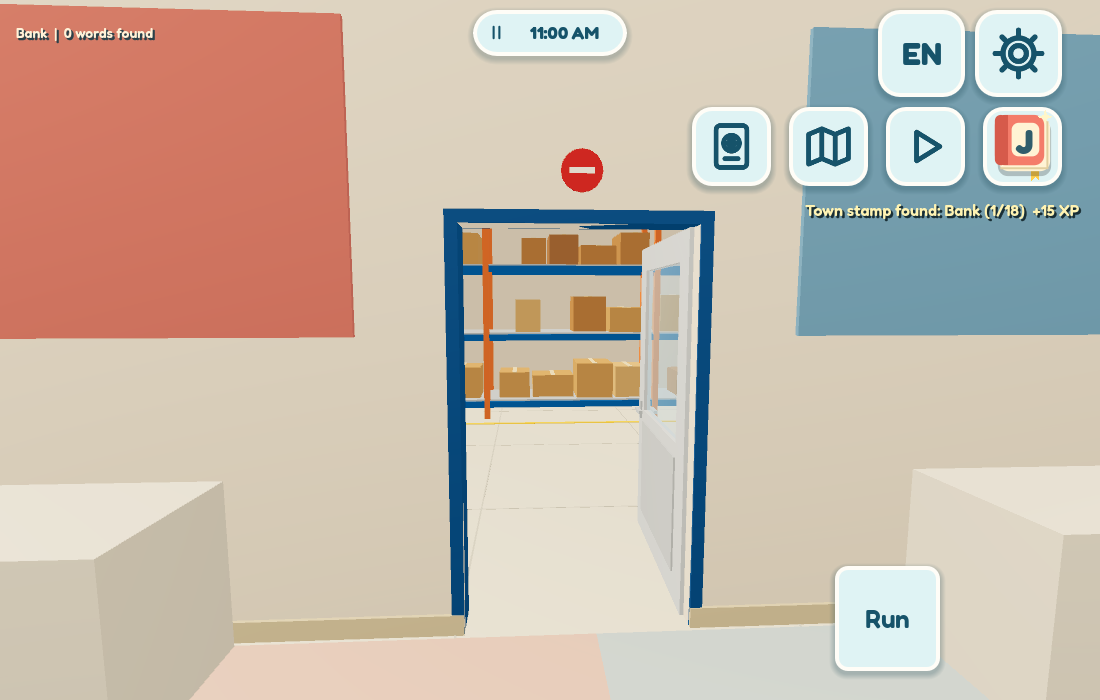 Bank | 0 words found
11:00 AM
EN
J
Town stamp found: Bank (1/18) +15 XP
Run